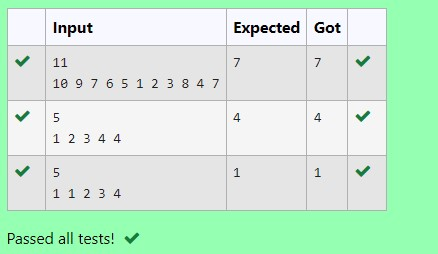 Input Expected Got
11 7 7
10 9 7 6 5 1 2 3 8 4 7
5 4 4
1 2 3 4 4
5 1 1
1 1 2 3 4
Passed all tests!